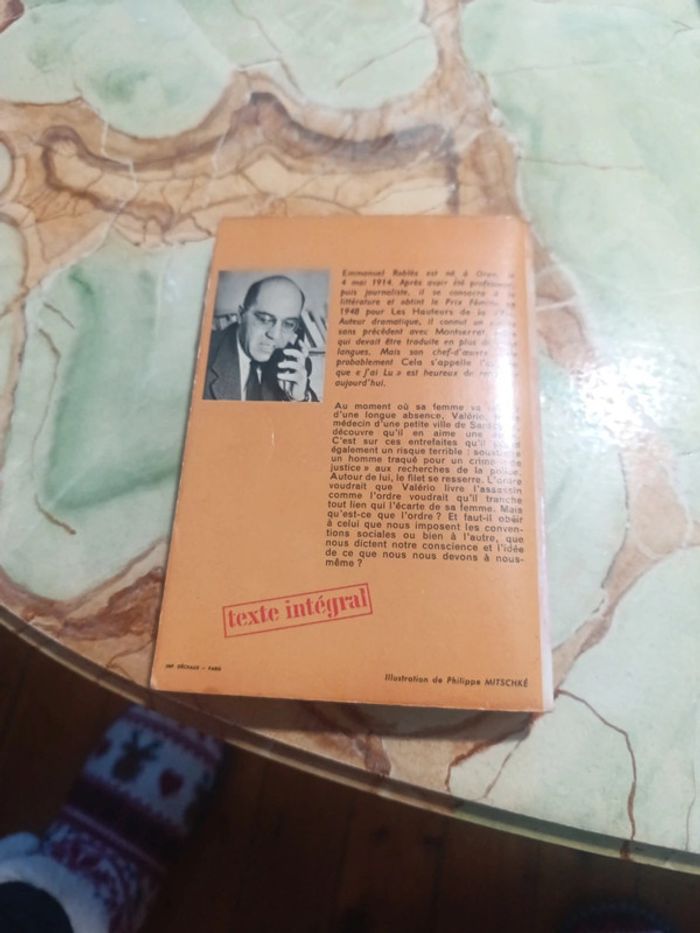 Emmanuel Roblès est né à Oran, le
4 mai 1914. Après avoir été professeur
puis journaliste, il se consacra à la
littérature et obtint le Prix Fémina en
1948 pour Les Hauteurs de la
Auteur dramatique, il connut un
sans précédent avec Montserrat
qui devait être traduite en plus de
langues. Mais son chef-d'œuvre
probablement Cela s'appelle
que « J'ai Lu » est heureux de
aujourd'hui.
Au moment où sa femme va
d'une longue absence, Valério,
médecin d'une petite ville de
découvre qu'il en aime une
C'est sur ces entrefaites qu'il
également un risque terrible :
un homme traqué pour un crime « de
justice » aux recherches de la police.
Autour de lui, le filet se resserre. L'ordre
voudrait que Valério livre l'assassin
comme l'ordre voudrait qu'il tranche
tout lien qui l'écarte de sa femme. Mais
qu'est-ce que l'ordre ? Et faut-il obéir
à celui que nous imposent les conven-
tions sociales ou bien à l'autre, que
nous dictent notre conscience et l'idée
de ce que nous nous devons à nous-
même ?
texte intégral
IMP DÉCHAUX — PARIS
Illustration de Philippe MITSCHKÉ